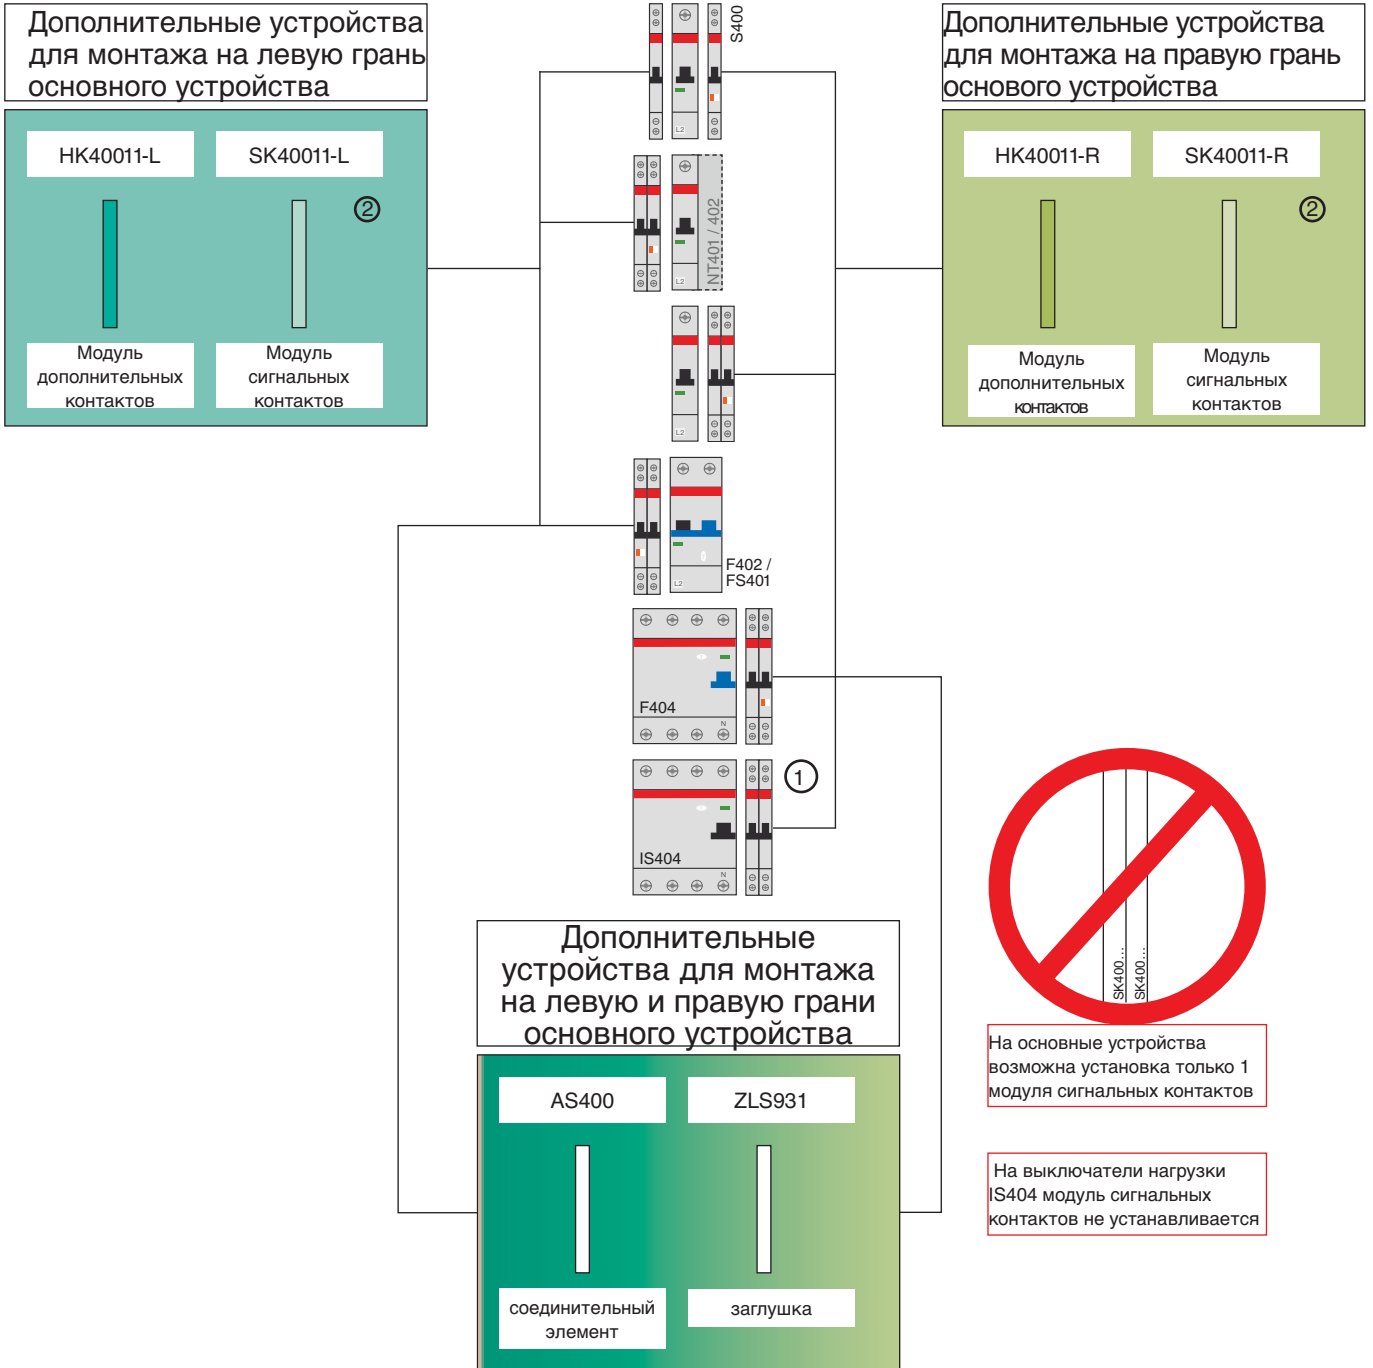 Дополнительные устройства
для монтажа на левую грань
основного устройства
S400
Дополнительные устройства
для монтажа на правую грань
основого устройства
HK40011-L
SK40011-L
2
Модуль
дополнительных
контактов
Модуль
сигнальных
контактов
L2
NT401 / 402
L2
L2
HK40011-R
SK40011-R
2
Модуль
дополнительных
контактов
Модуль
сигнальных
контактов
L2
F402 /
FS401
F404
N
1
IS404
N
SK400...
SK400...
На основные устройства
возможна установка только 1
модуля сигнальных контактов
На выключатели нагрузки
IS404 модуль сигнальных
контактов не устанавливается
Дополнительные
устройства для монтажа
на левую и правую грани
основного устройства
AS400
ZLS931
соединительный
элемент
заглушка